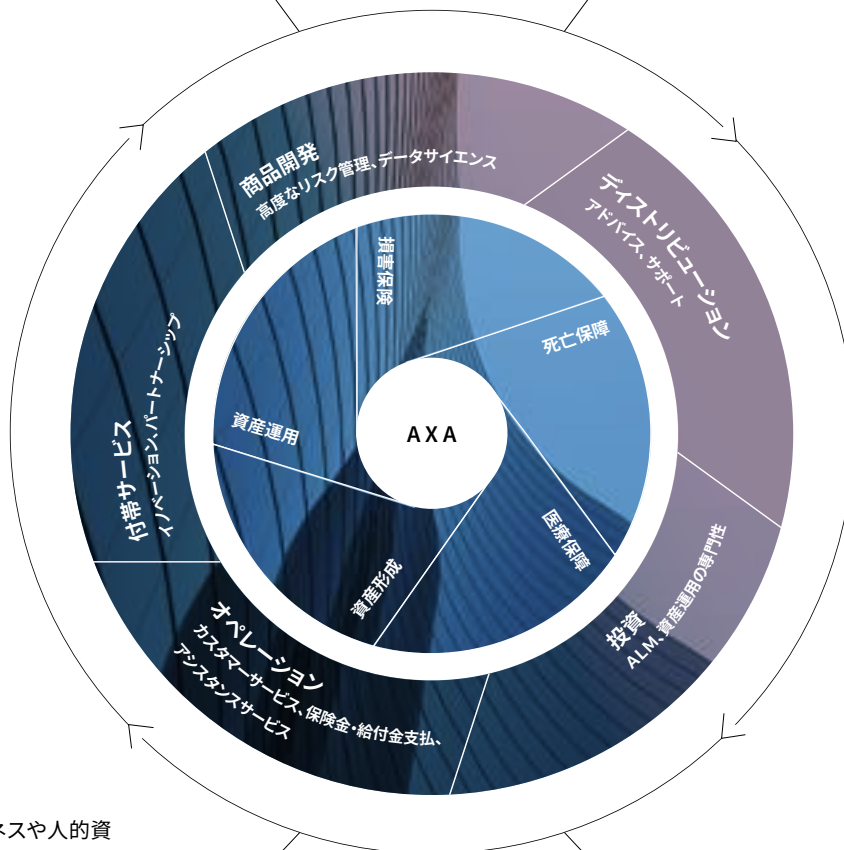 商品開発
高度なリスク管理、データサイエンス
ディストリビューション
アドバイス、サポート
投資
ALM、資産運用の専門性
オペレーション
カスタマーサービス、保険金・給付金支払、
アシスタンスサービス
付帯サービス
イノベーション、パートナーシップ
損害保険
死亡保障
医療保障
資産形成
資産運用
AXA
ネスや人的資